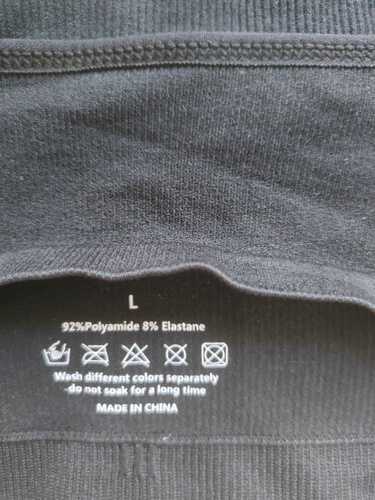 L
92%Polyamide 8% Elastane
Wash different colors separately
do not soak for a long time
MADE IN CHINA